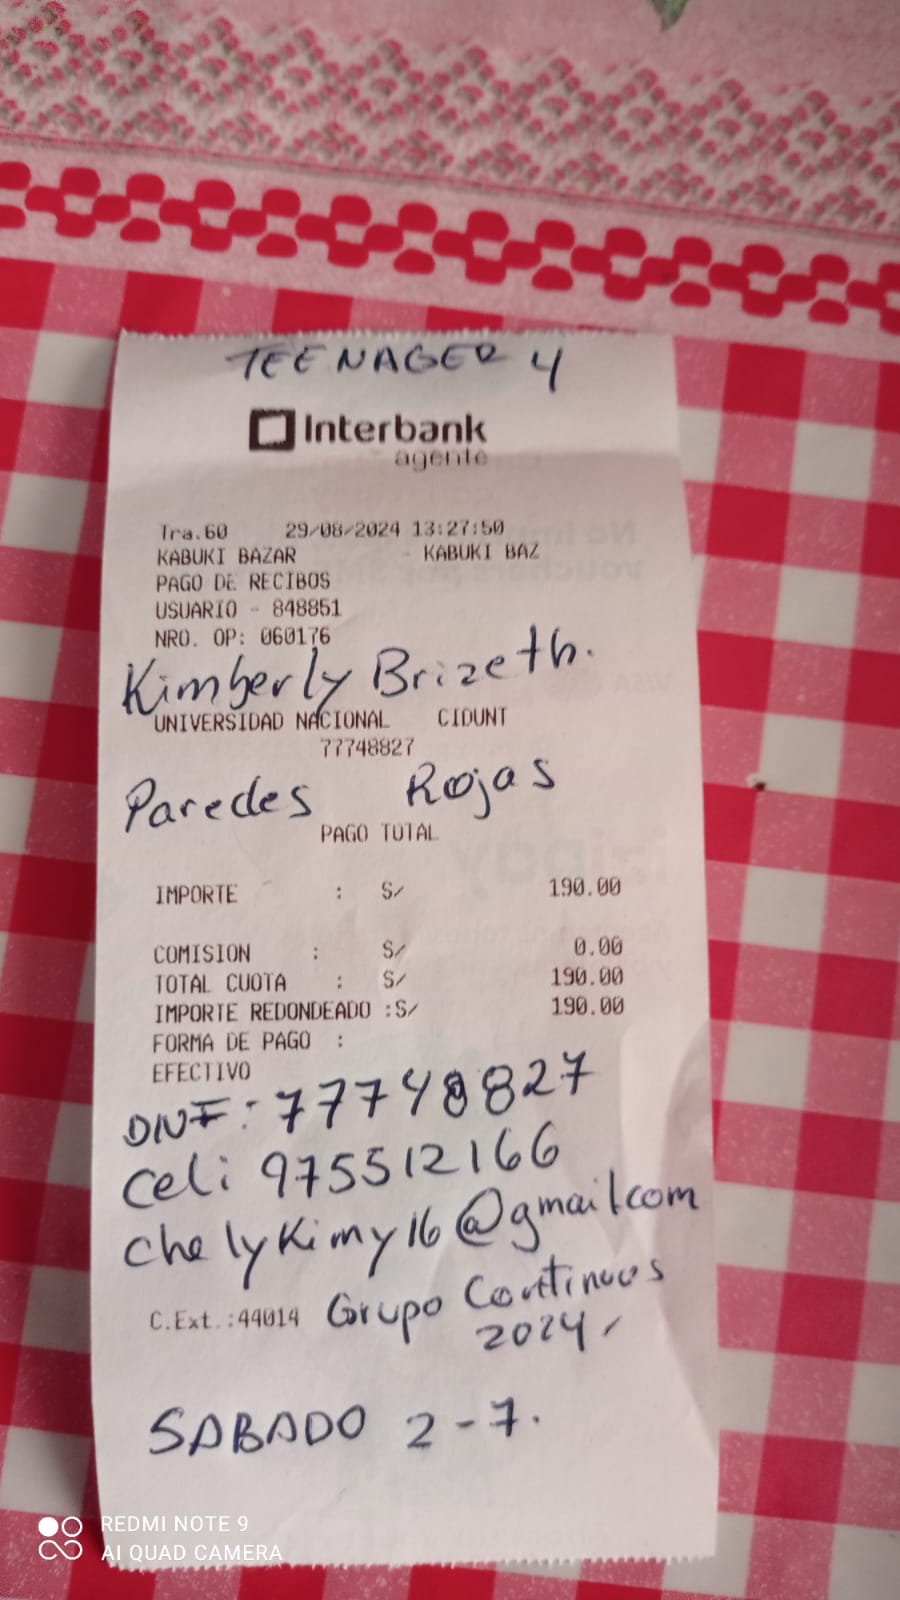 TEENAGER 4
Interbank
agente
Tra.60 29/08/2024 13:27:50
KABUKI BAZAR - KABUKI BAZ
PAGO DE RECIBOS
USUARIO - 848851
NRO. OP: 060176
Kimberly Brizeth.
UNIVERSIDAD NACIONAL CIDUNT
77748827
Paredes Rojas
PAGO TOTAL
IMPORTE : S/ 190.00
COMISION : S/ 0.00
TOTAL CUOTA : S/ 190.00
IMPORTE REDONDEADO :S/ 190.00
FORMA DE PAGO :
EFECTIVO
DNI: 77748827
Cel: 975512166
chelykimy16@gmail.com
C.Ext.:44014 Grupo Continuos
2024
SABADO 2-7.
REDMI NOTE 9
AI QUAD CAMERA